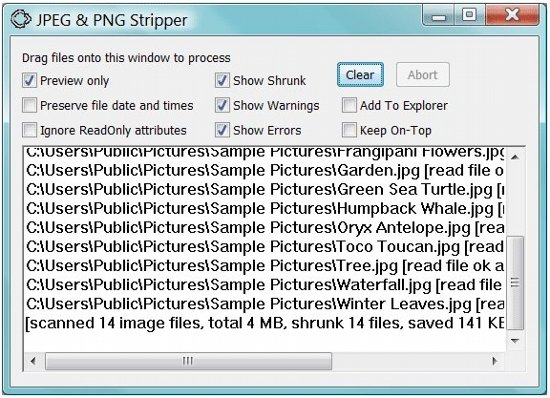 JPEG & PNG Stripper
Drag files onto this window to process
Preview only
Show Shrunk
Clear
Abort
Preserve file date and times
Show Warnings
Add To Explorer
Ignore ReadOnly attributes
Show Errors
Keep On-Top
C:\Users\Public\Pictures\Sample Pictures\Frangipani Flowers.jpg
C:\Users\Public\Pictures\Sample Pictures\Garden.jpg [read file o
C:\Users\Public\Pictures\Sample Pictures\Green Sea Turtle.jpg [r
C:\Users\Public\Pictures\Sample Pictures\Humpback Whale.jpg [r
C:\Users\Public\Pictures\Sample Pictures\Oryx Antelope.jpg [read
C:\Users\Public\Pictures\Sample Pictures\Toco Toucan.jpg [read
C:\Users\Public\Pictures\Sample Pictures\Tree.jpg [read file ok a
C:\Users\Public\Pictures\Sample Pictures\Waterfall.jpg [read file
C:\Users\Public\Pictures\Sample Pictures\Winter Leaves.jpg [rea
[scanned 14 image files, total 4 MB, shrunk 14 files, saved 141 KB